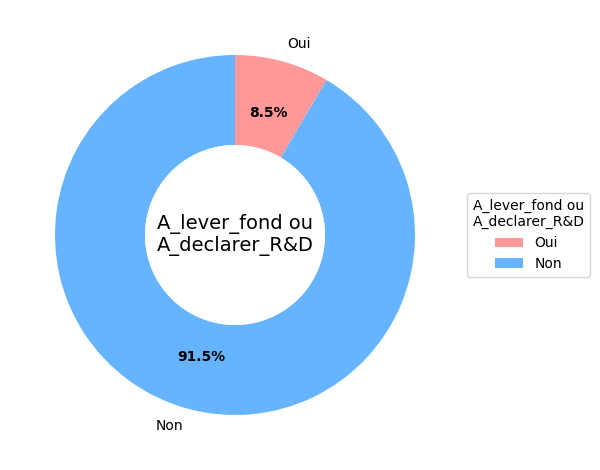 Oui
8.5%
A_lever_fond ou
A_declarer_R&D
91.5%
Non
A_lever_fond ou
A_declarer_R&D
Oui
Non